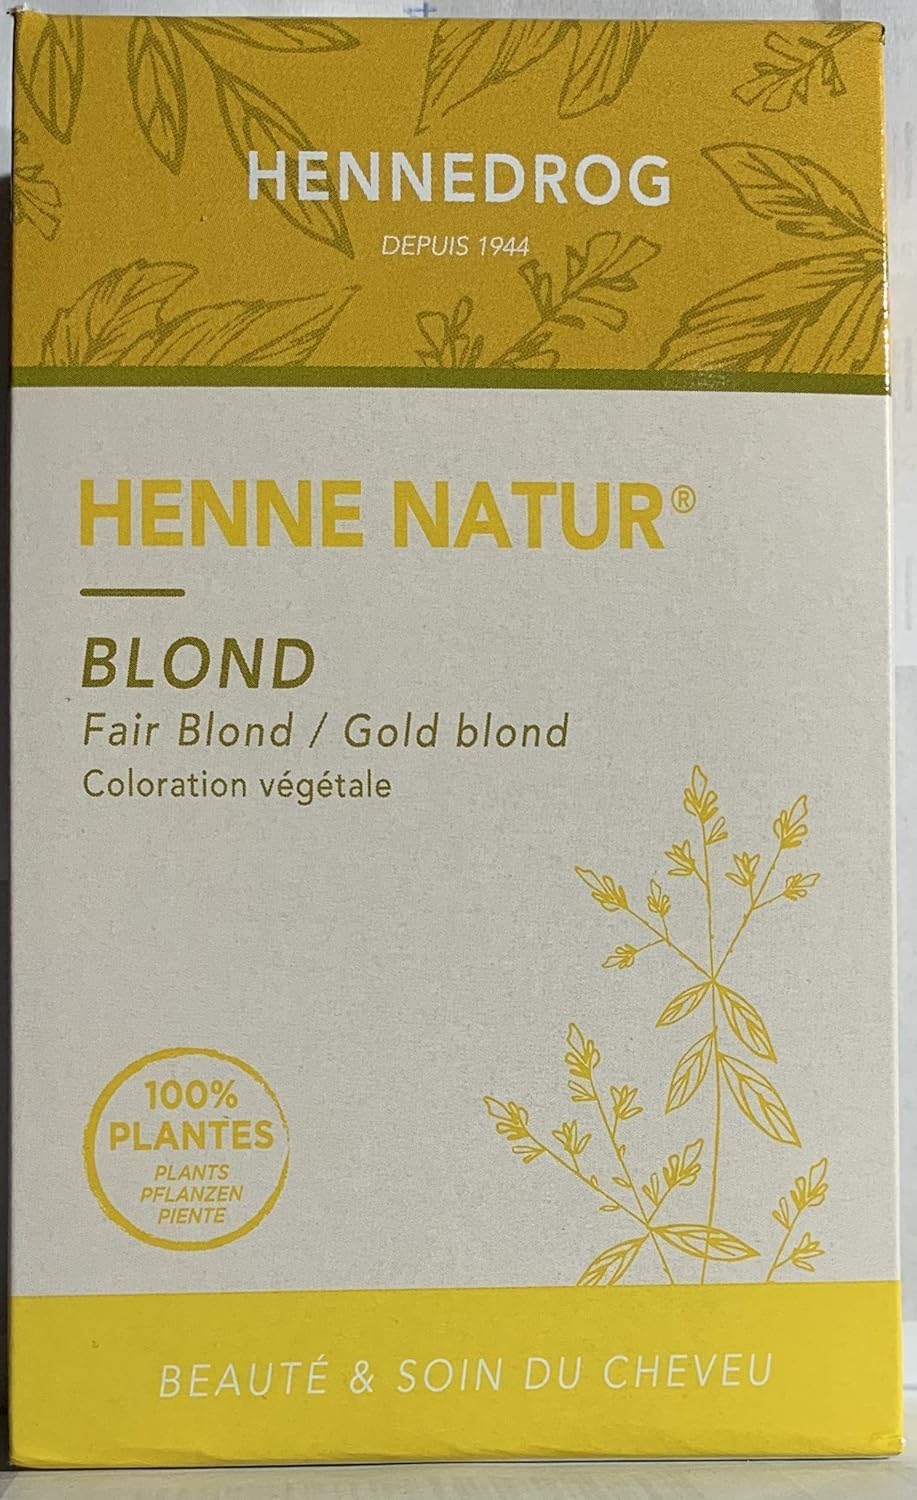 HENNEDROG
DEPUIS 1944
HENNE NATUR®
BLOND
Fair Blond / Gold blond
Coloration végétale
100%
PLANTES
PLANTS
PFLANZEN
PIENTE
BEAUTÉ & SOIN DU CHEVEU